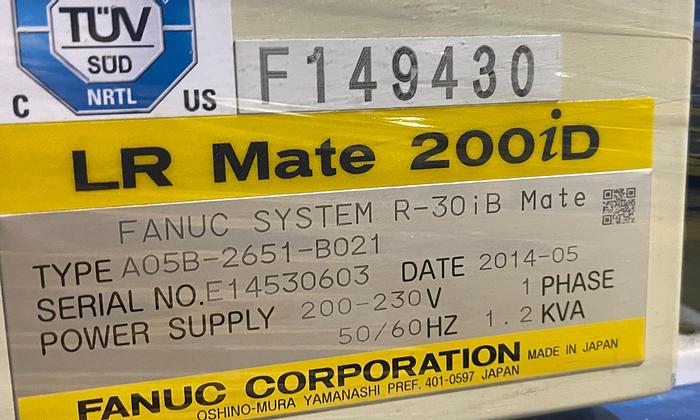 TÜV
SÜD
C NRTL US
F149430
LR Mate 200iD
FANUC SYSTEM R-30iB Mate
TYPE A05B-2651-B021
SERIAL NO. E14530603 DATE 2014-05
POWER SUPPLY 200-230V 1 PHASE
50/60HZ 1.2 KVA
FANUC CORPORATION MADE IN JAPAN
OSHINO-MURA YAMANASHI PREF. 401-0597 JAPAN